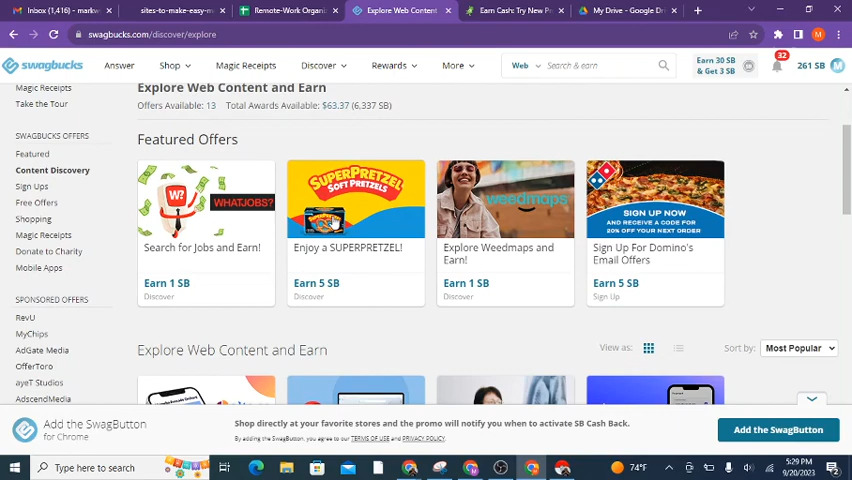 Inbox (1,416) - markw
sites-to-make-easy-m
Remote-Work Organi
Explore Web Content
Earn Cash: Try New Pr
My Drive - Google Dr
swagbucks.com/discover/explore
swagbucks
Answer
Shop
Magic Receipts
Discover
Rewards
More
Web
Search & earn
Earn 30 SB
& Get 3 SB
32
261 SB
M
Magic Receipts
Take the Tour
SWAGBUCKS OFFERS
Featured
Content Discovery
Sign Ups
Free Offers
Shopping
Magic Receipts
Donate to Charity
Mobile Apps
SPONSORED OFFERS
RevU
MyChips
AdGate Media
OfferToro
ayeT Studios
AdscendMedia
Explore Web Content and Earn
Offers Available: 13 Total Awards Available: $63.37 (6,337 SB)
Featured Offers
W?
WHATJOBS?
Search for Jobs and Earn!
Earn 1 SB
Discover
SUPERPRETZEL
SOFT PRETZELS
Enjoy a SUPERPRETZEL!
Earn 5 SB
Discover
weedmaps
Explore Weedmaps and
Earn!
Earn 1 SB
Discover
SIGN UP NOW
AND RECEIVE A CODE FOR
20% OFF YOUR NEXT ORDER
Sign Up For Domino's
Email Offers
Earn 5 SB
Sign Up
Explore Web Content and Earn
View as:
Sort by:
Most Popular
Add the SwagButton
for Chrome
Shop directly at your favorite stores and the promo will notify you when to activate SB Cash Back.
By adding the SwagButton, you agree to our TERMS OF USE and PRIVACY POLICY.
Add the SwagButton
Type here to search
74°F
5:29 PM
9/20/2023
2